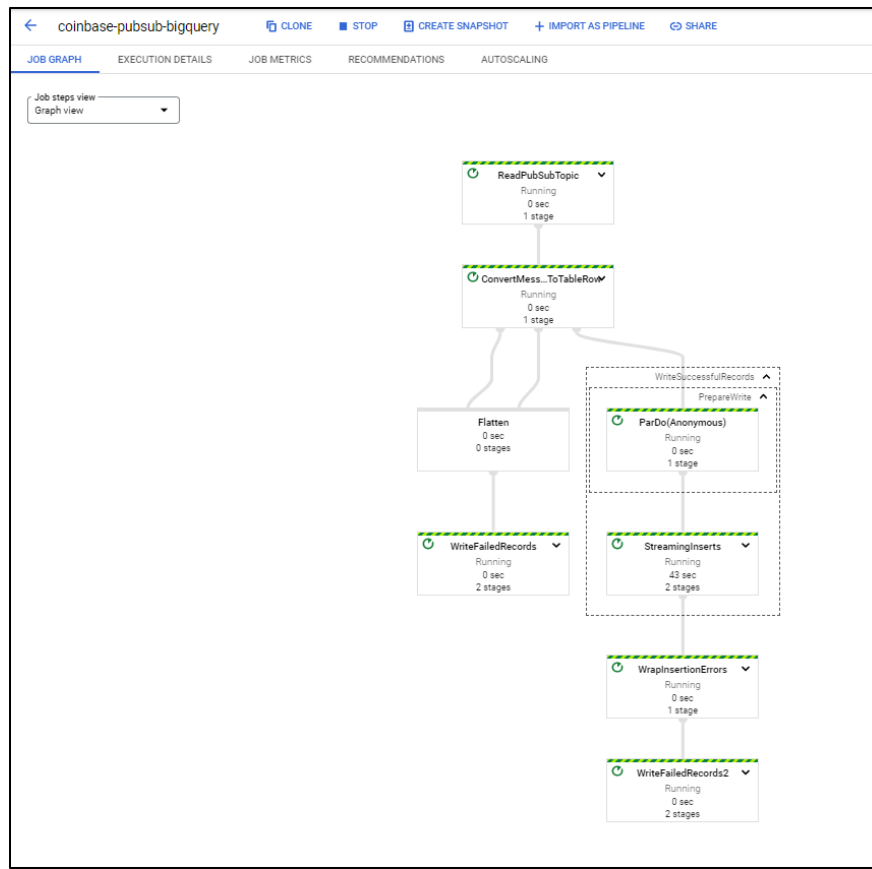 coinbase-pubsub-bigquery
CLONE
STOP
CREATE SNAPSHOT
IMPORT AS PIPELINE
SHARE
JOB GRAPH
EXECUTION DETAILS
JOB METRICS
RECOMMENDATIONS
AUTOSCALING
Job steps view
Graph view
ReadPubSubTopic
Running
0 sec
1 stage
ConvertMess...ToTableRow
Running
0 sec
1 stage
WriteSuccessfulRecords
PrepareWrite
Flatten
0 sec
0 stages
ParDo(Anonymous)
Running
0 sec
1 stage
WriteFailedRecords
Running
0 sec
2 stages
StreamingInserts
Running
43 sec
2 stages
WrapInsertionErrors
Running
0 sec
1 stage
WriteFailedRecords2
Running
0 sec
2 stages